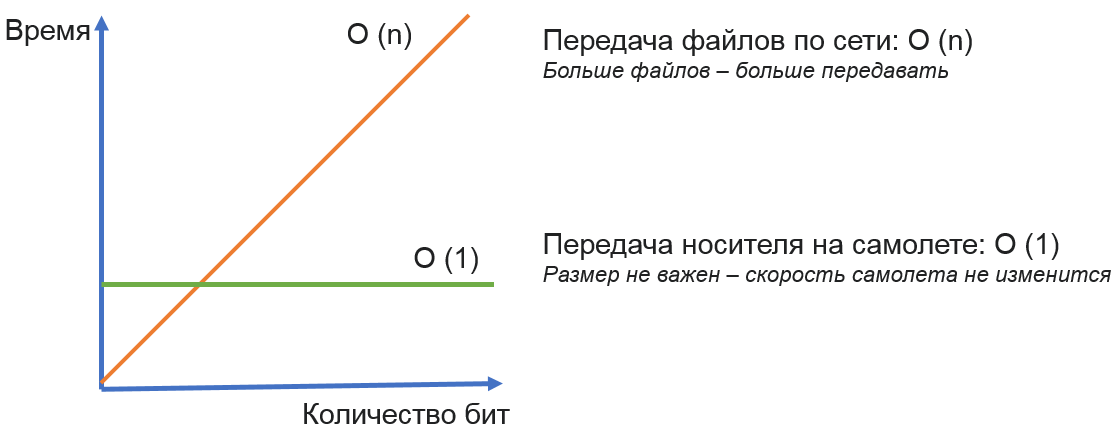 Время
O (n)
Передача файлов по сети: O (n)
Больше файлов – больше передавать
O (1)
Передача носителя на самолете: O (1)
Размер не важен – скорость самолета не изменится
Количество бит